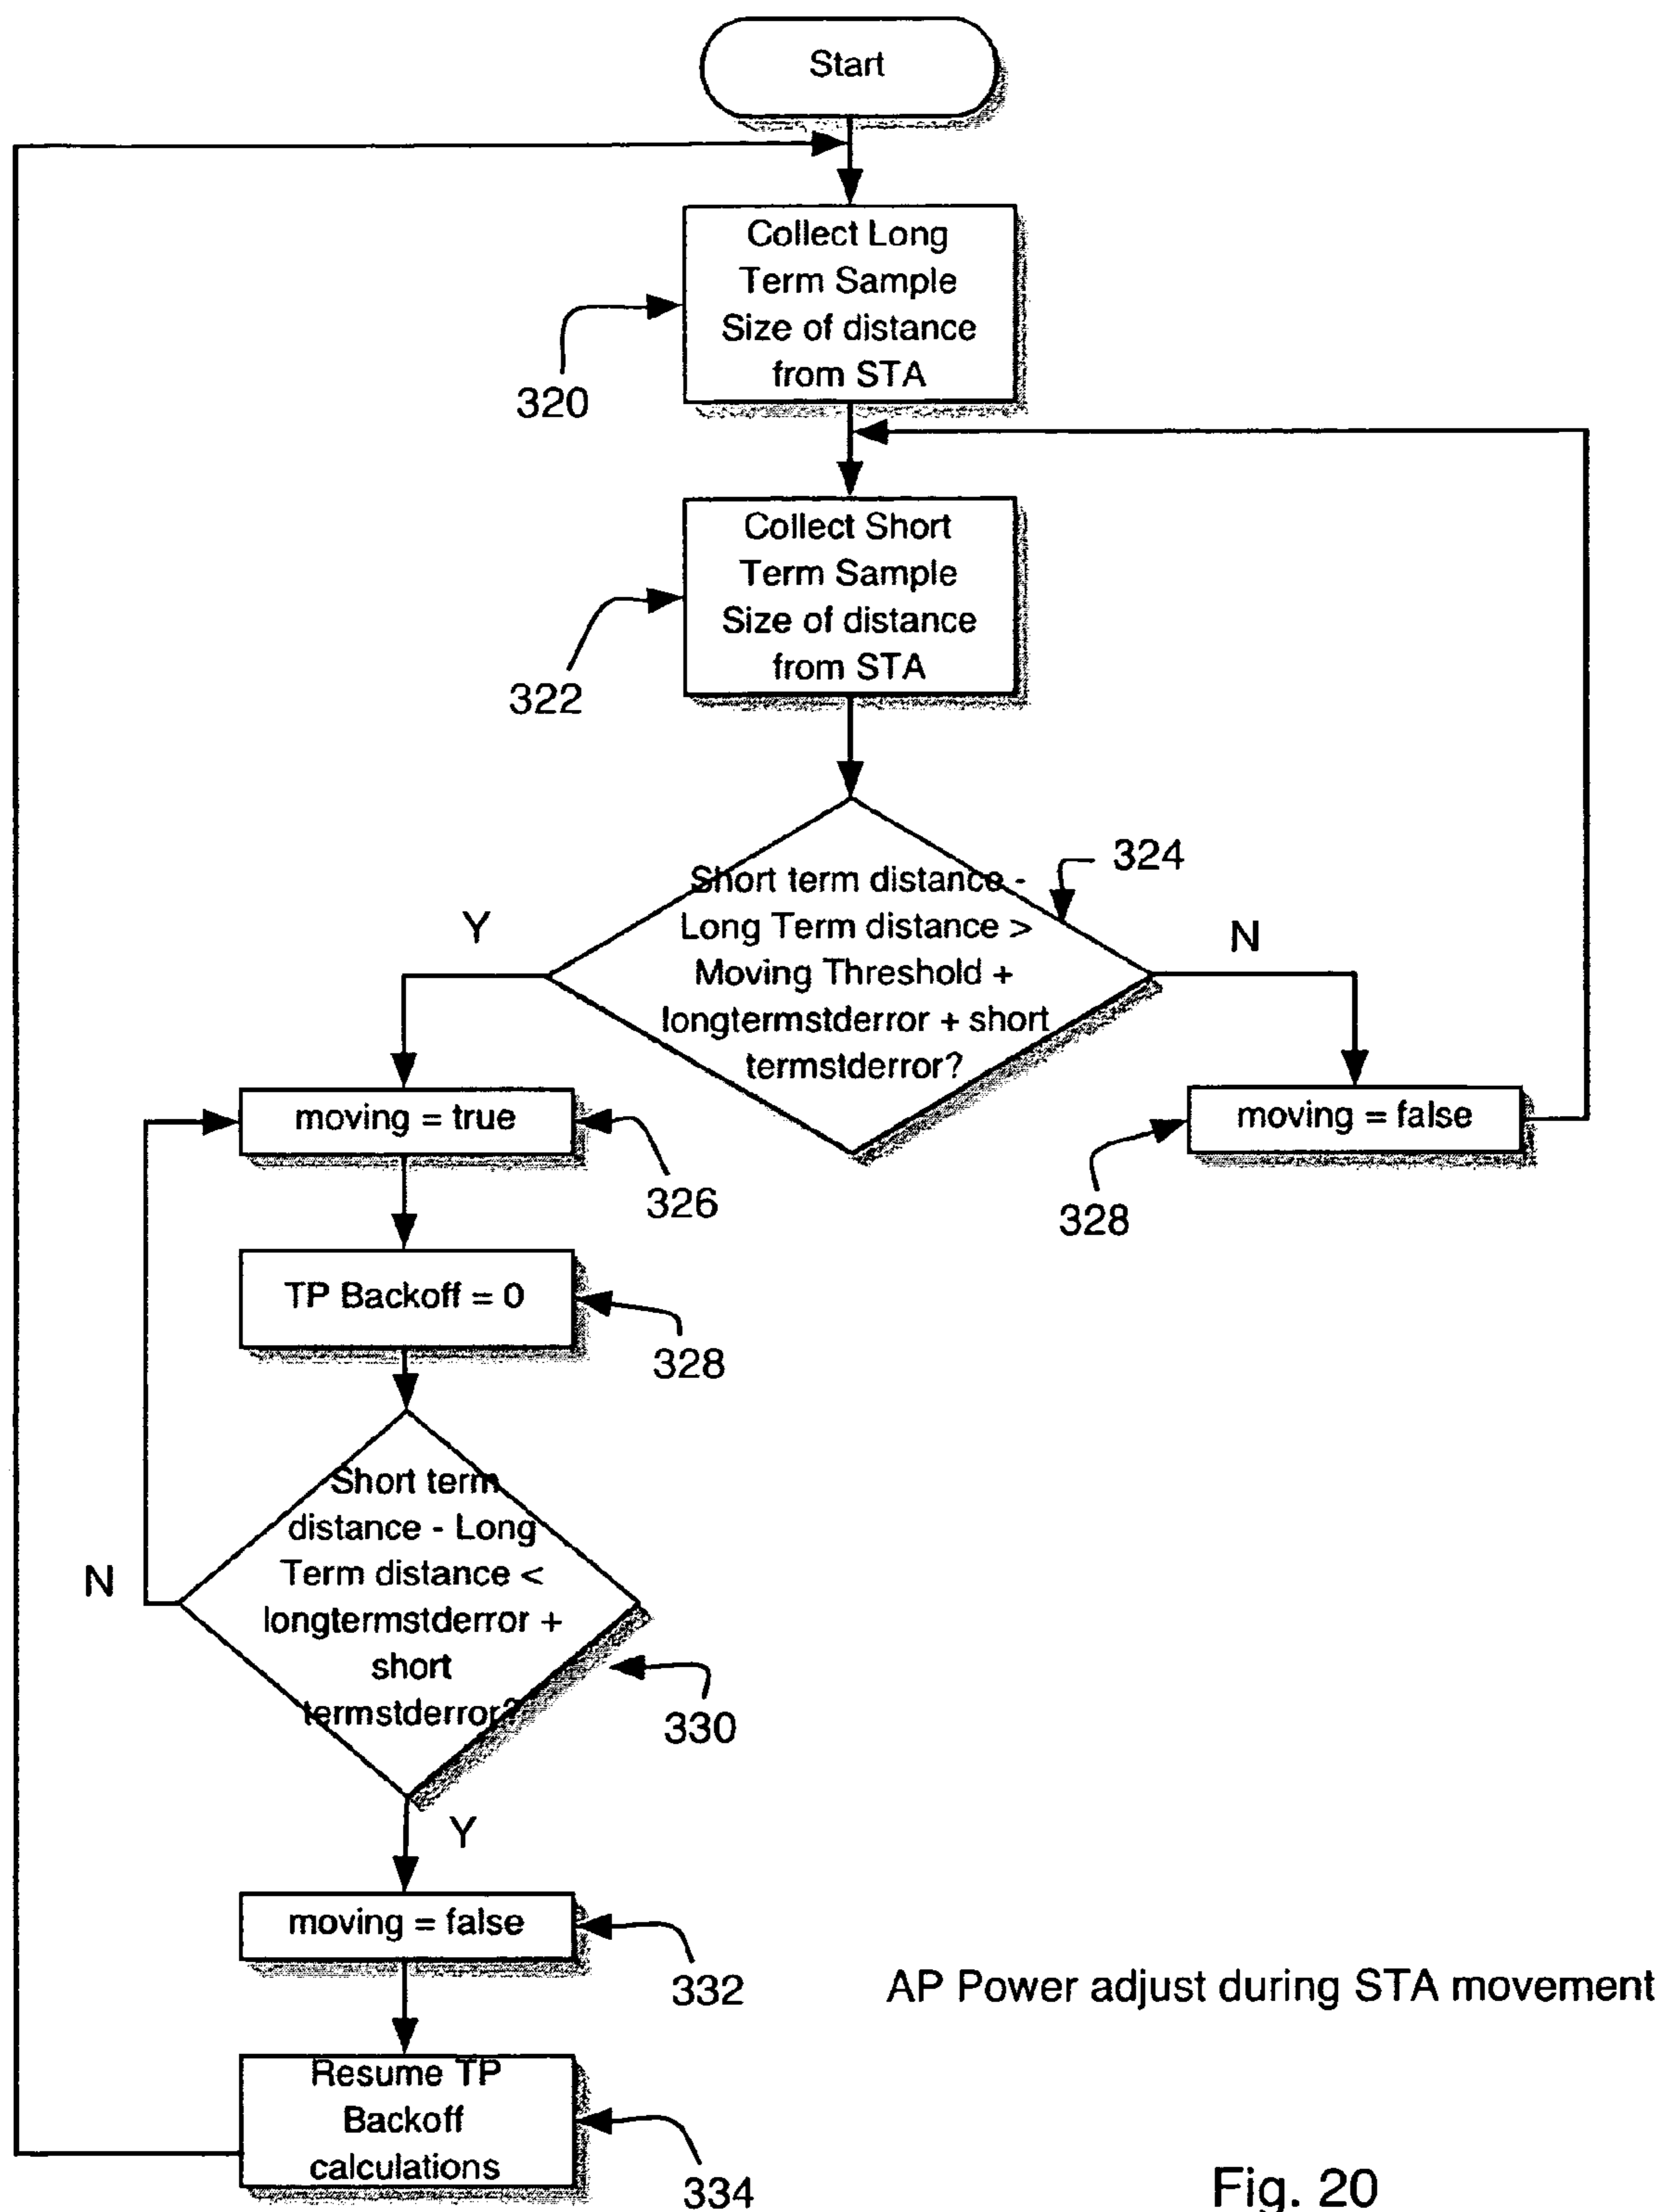 Start
Collect Long
Term Sample
Size of distance
from STA
320
Collect Short
Term Sample
Size of distance
from STA
322
Short term distance -
Long Term distance >
Moving Threshold +
longtermstderror + short
termstderror?
324
Y
N
moving = true
326
moving = false
328
TP Backoff = 0
328
Short term
distance - Long
Term distance <
longtermstderror +
short
termstderror?
330
N
Y
moving = false
332
AP Power adjust during STA movement
Resume TP
Backoff
calculations
334
Fig. 20